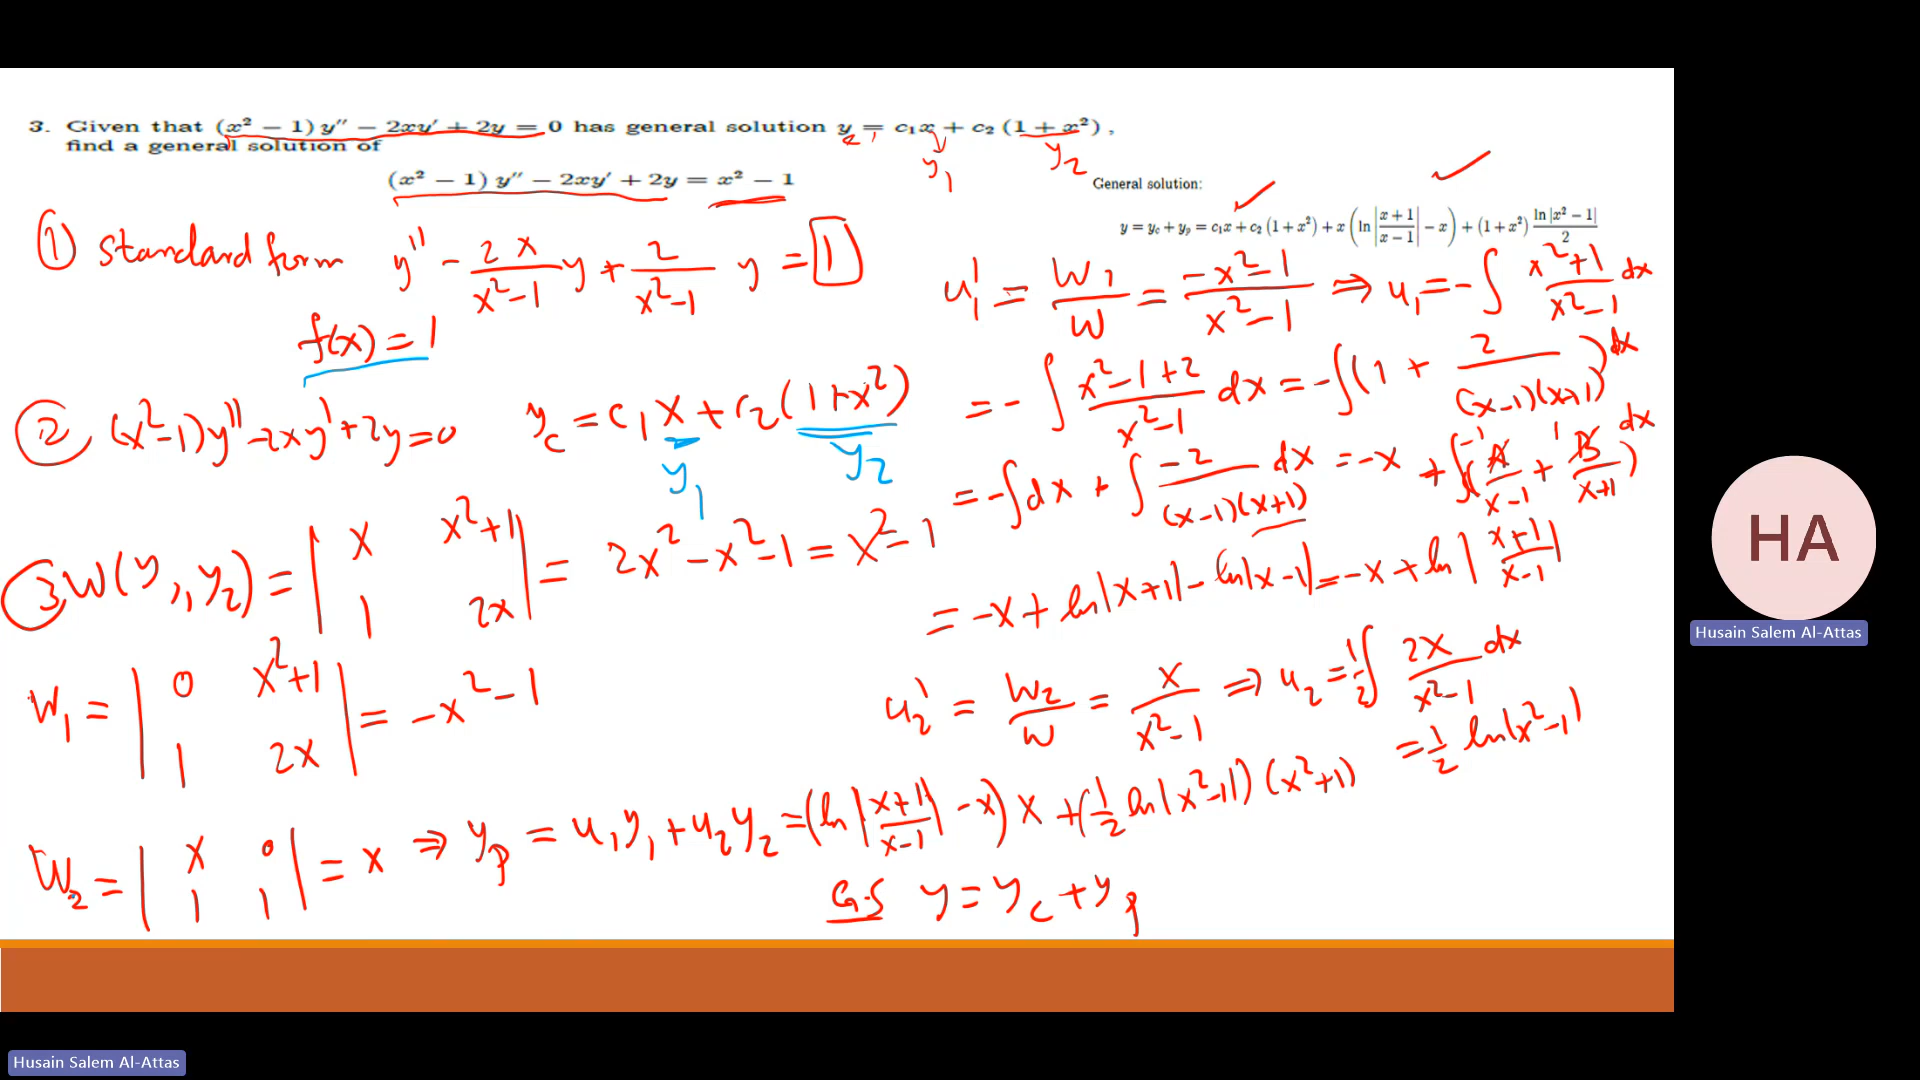 3. Given that (x² − 1) y″ − 2xy′ + 2y = 0 has general solution y = c₁x + c₂ (1 + x²) ,
find a general solution of
y₁
y₂
(x² − 1) y″ − 2xy′ + 2y = x² − 1
General solution:
y = y_c + y_p = c₁x + c₂ (1 + x²) + x (ln |x + 1 / x − 1| − x) + (1 + x²) ln |x² − 1| / 2
① Standard form y″ − 2x/(x²−1) y + 2/(x²−1) y = 1
f(x) = 1
② (x²−1)y″ −2xy′+2y=0 y_c = c₁x + c₂(1+x²)
y₁ y₂
③ W(y₁,y₂) = | x x²+1 | = 2x² − x² − 1 = x² − 1
| 1 2x |
W₁ = | 0 x²+1 | = −x² − 1
| 1 2x |
W₂ = | x 0 | = x ⇒ y_p = u₁y₁ + u₂y₂ = (ln |x+1 / x−1| − x) x + (½ ln|x²−1|) (x²+1)
| 1 1 |
u₁′ = W₁/W = (−x²−1)/(x²−1) ⇒ u₁ = −∫ (x²+1)/(x²−1) dx
= −∫ (x²−1+2)/(x²−1) dx = −∫(1 + 2/((x−1)(x+1))) dx
= −∫dx + ∫ −2/((x−1)(x+1)) dx = −x + ∫(−1 A/(x−1) + 1 B/(x+1)) dx
= −x + ln|x+1| − ln|x−1| = −x + ln |x+1 / x−1|
u₂′ = W₂/W = x/(x²−1) ⇒ u₂ = ½∫ 2x/(x²−1) dx
= ½ ln|x²−1|
G.S y = y_c + y_p
HA
Husain Salem Al-Attas
Husain Salem Al-Attas